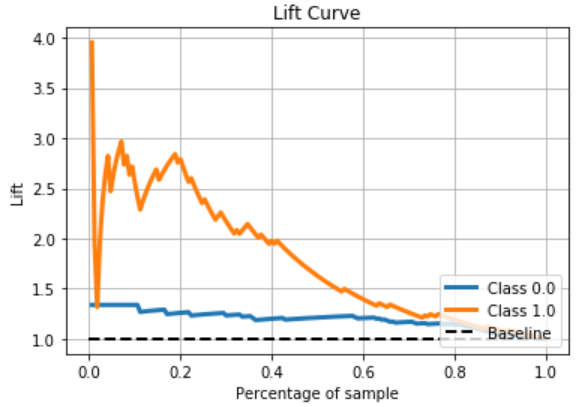 Lift Curve
4.0
3.5
3.0
2.5
2.0
1.5
1.0
Lift
Class 0.0
Class 1.0
Baseline
0.0 0.2 0.4 0.6 0.8 1.0
Percentage of sample